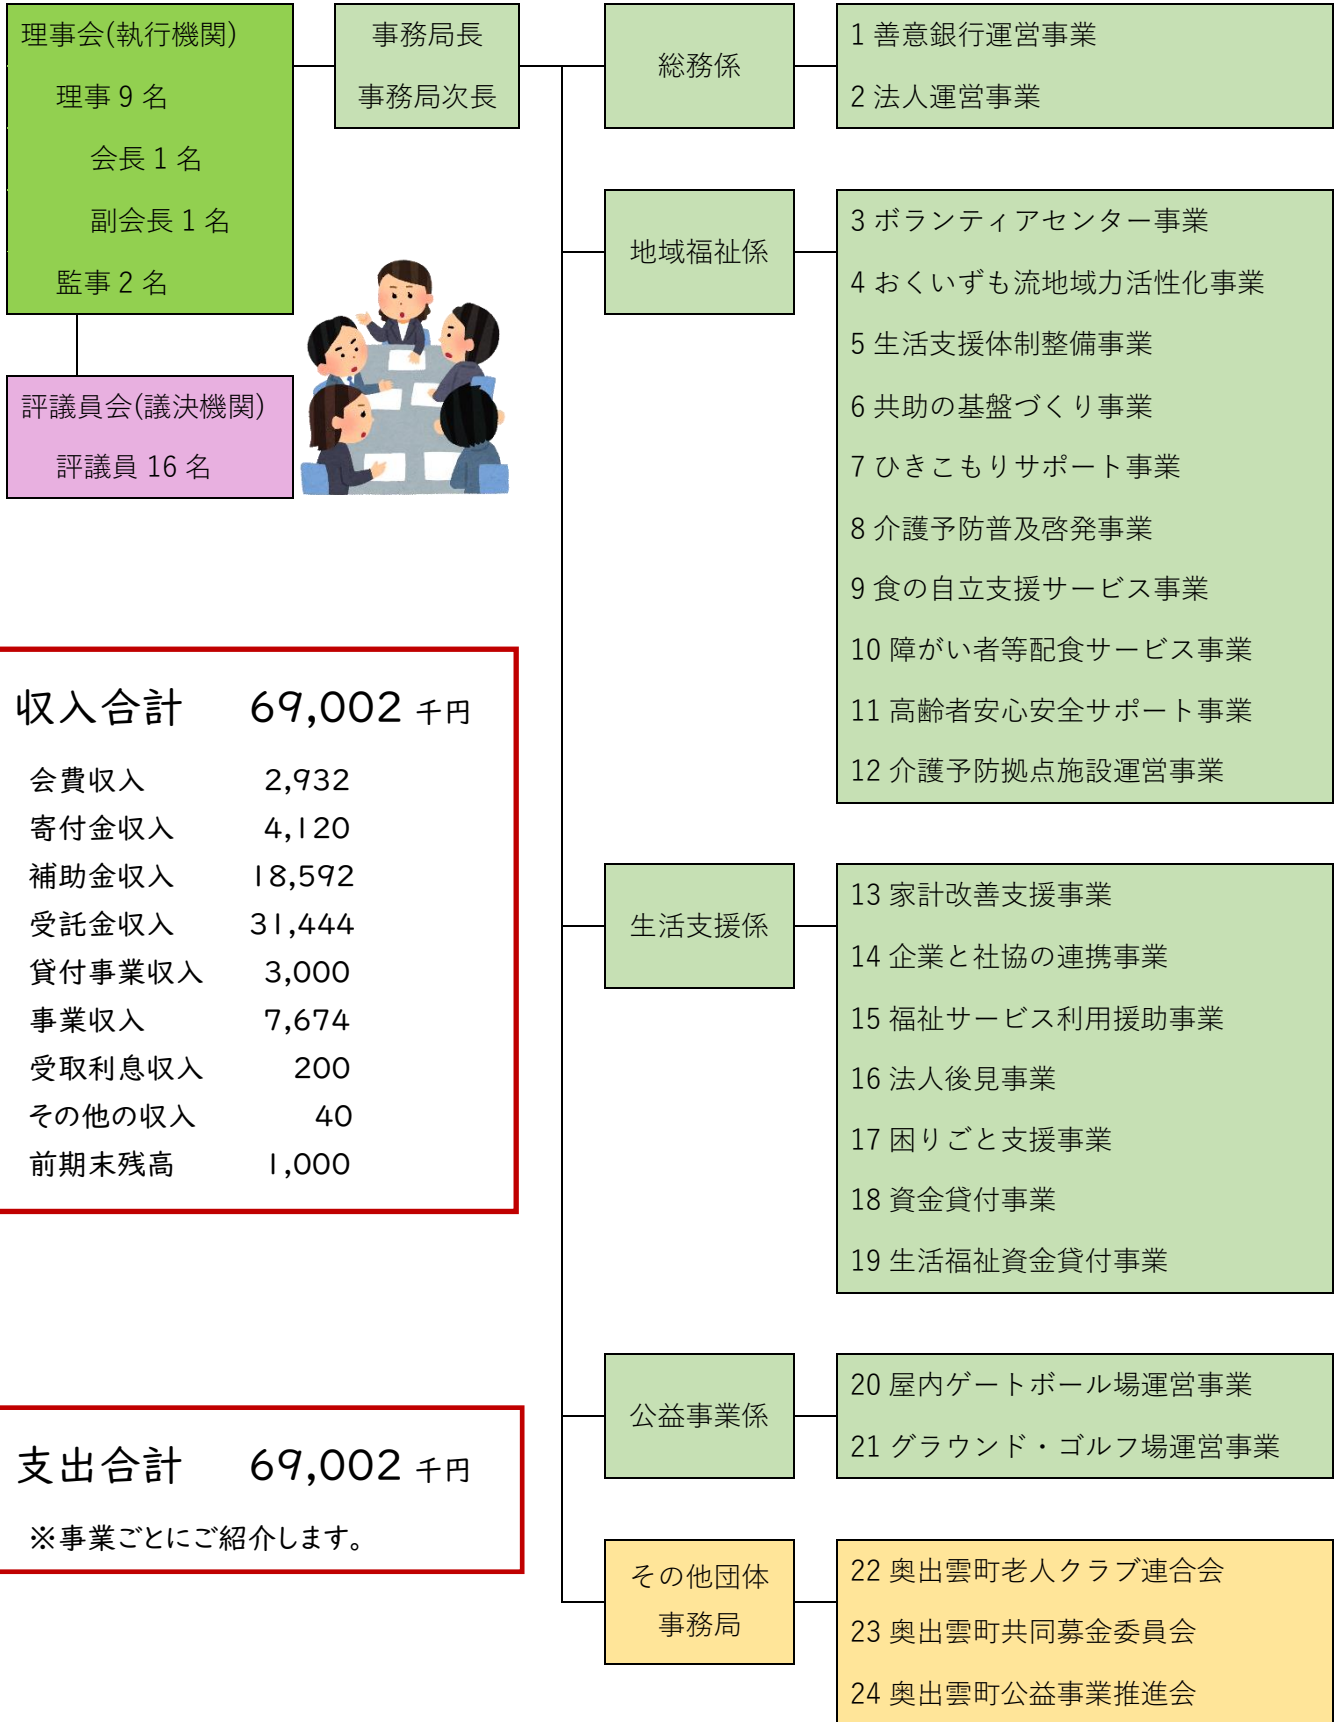 理事会(執行機関)
理事 9 名
会長 1 名
副会長 1 名
監事 2 名
評議員会(議決機関)
評議員 16 名
事務局長
事務局次長
総務係
1 善意銀行運営事業
2 法人運営事業
地域福祉係
3 ボランティアセンター事業
4 おくいずも流地域力活性化事業
5 生活支援体制整備事業
6 共助の基盤づくり事業
7 ひきこもりサポート事業
8 介護予防普及啓発事業
9 食の自立支援サービス事業
10 障がい者等配食サービス事業
11 高齢者安心安全サポート事業
12 介護予防拠点施設運営事業
生活支援係
13 家計改善支援事業
14 企業と社協の連携事業
15 福祉サービス利用援助事業
16 法人後見事業
17 困りごと支援事業
18 資金貸付事業
19 生活福祉資金貸付事業
公益事業係
20 屋内ゲートボール場運営事業
21 グラウンド・ゴルフ場運営事業
その他団体
事務局
22 奥出雲町老人クラブ連合会
23 奥出雲町共同募金委員会
24 奥出雲町公益事業推進会
収入合計 69,002 千円
会費収入 2,932
寄付金収入 4,120
補助金収入 18,592
受託金収入 31,444
貸付事業収入 3,000
事業収入 7,674
受取利息収入 200
その他の収入 40
前期末残高 1,000
支出合計 69,002 千円
※事業ごとにご紹介します。